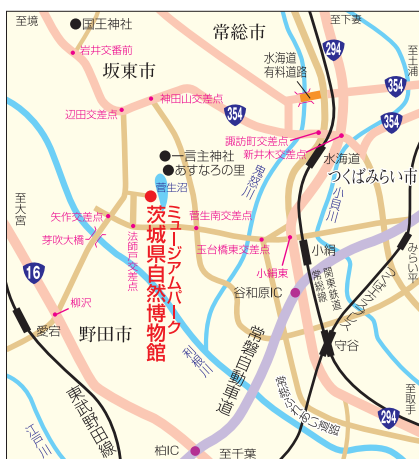 至境
国王神社
常総市
至下妻
294
岩井交番前
坂東市
水海道
有料道路
至土浦
354
神田山交差点
辺田交差点
354
354
諏訪町交差点
新井木交差点
水海道
一言主神社
あすなろの里
鬼怒川
つくばみらい市
小貝川
菅生沼
至大宮
矢作交差点
菅生南交差点
芽吹大橋
法師戸交差点
ミュージアムパーク
茨城県自然博物館
玉台橋東交差点
小絹
小絹東
みらい平
16
谷和原IC
関東鉄道
常総線
つくばエクスプレス
柳沢
愛宕
野田市
利根川
常磐自動車道
守谷
東武野田線
江戸川
ふれあい道路
至取手
294
柏IC
至千葉